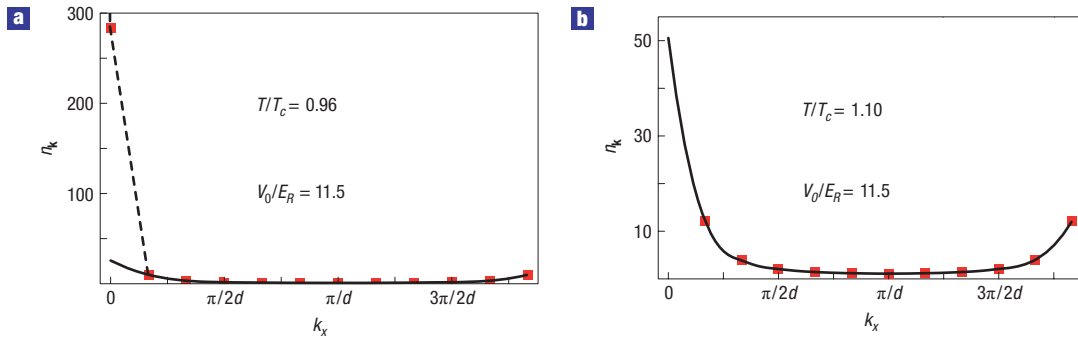 a
300
200
100
n_k
T/T_c = 0.96
V_0/E_R = 11.5
0
π/2d
π/d
3π/2d
k_x
b
50
30
10
n_k
T/T_c = 1.10
V_0/E_R = 11.5
0
π/2d
π/d
3π/2d
k_x